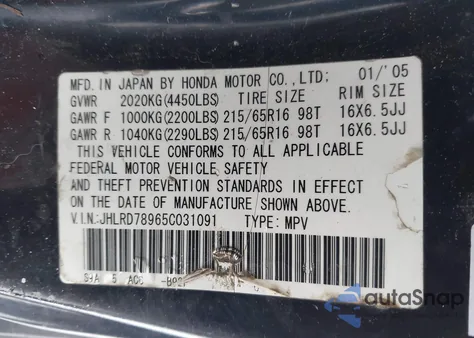 MFD. IN JAPAN BY HONDA MOTOR CO.,LTD: 01/'05
GVWR 2020KG(4450LBS) TIRE SIZE RIM SIZE
GAWR F 1000KG(2200LBS) 215/65R16 98T 16X6.5JJ
GAWR R 1040KG(2290LBS) 215/65R16 98T 16X6.5JJ
THIS VEHICLE CONFORMS TO ALL APPLICABLE
FEDERAL MOTOR VEHICLE SAFETY
AND THEFT PREVENTION STANDARDS IN EFFECT
ON THE DATE OF MANUFACTURE SHOWN ABOVE.
V.I.N:JHLRD78965C031091 TYPE: MPV
autoSnap